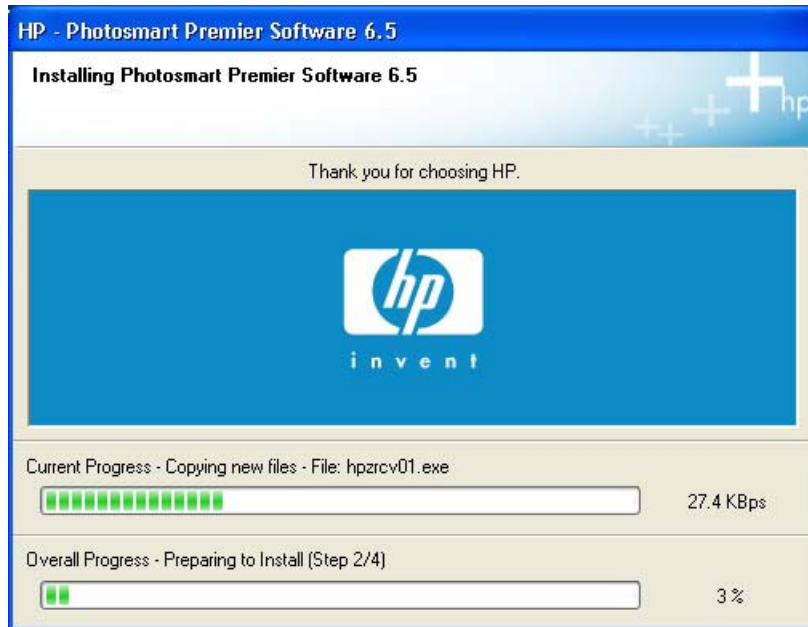 HP - Photosmart Premier Software 6.5
Installing Photosmart Premier Software 6.5
hp
Thank you for choosing HP.
hp
invent
Current Progress - Copying new files - File: hpzrcv01.exe
27.4 KBps
Overall Progress - Preparing to Install (Step 2/4)
3 %